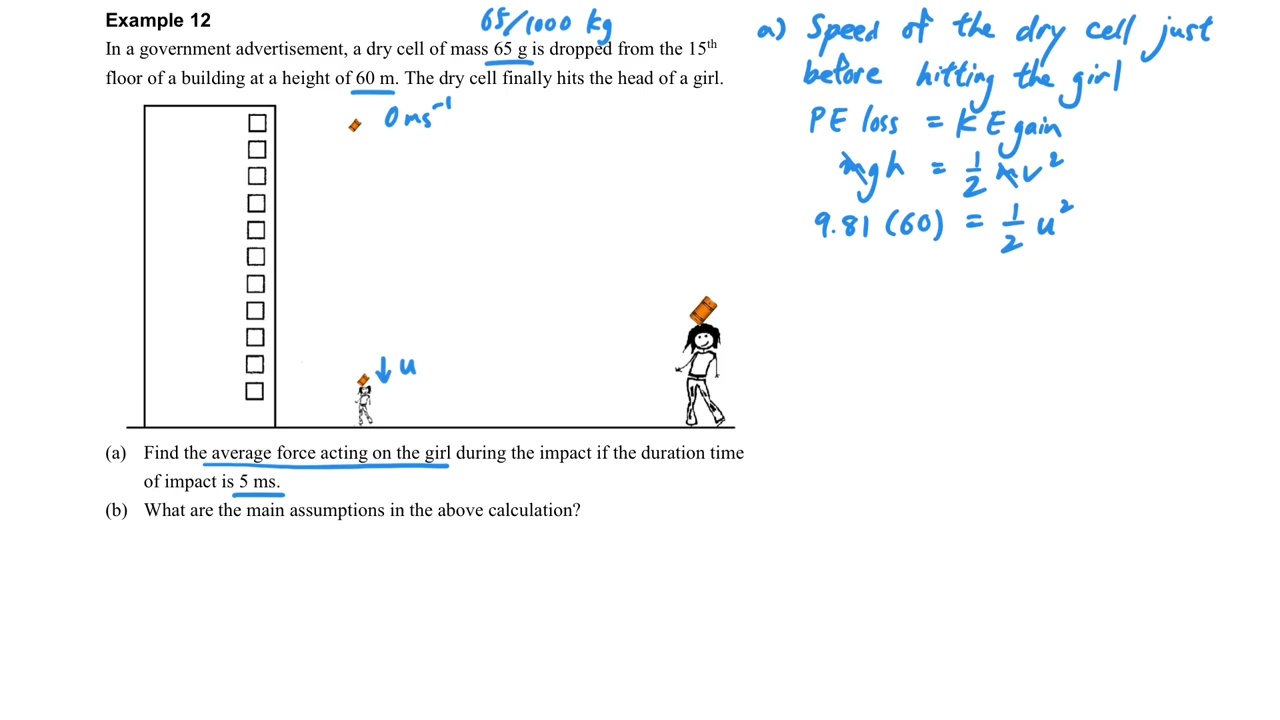 Example 12
65/1000 kg
In a government advertisement, a dry cell of mass 65 g is dropped from the 15th
floor of a building at a height of 60 m. The dry cell finally hits the head of a girl.
0 ms⁻¹
↓ u
(a) Find the average force acting on the girl during the impact if the duration time
of impact is 5 ms.
(b) What are the main assumptions in the above calculation?
a) Speed of the dry cell just
before hitting the girl
PE loss = KE gain
mgh = 1/2 mv²
9.81 (60) = 1/2 u²